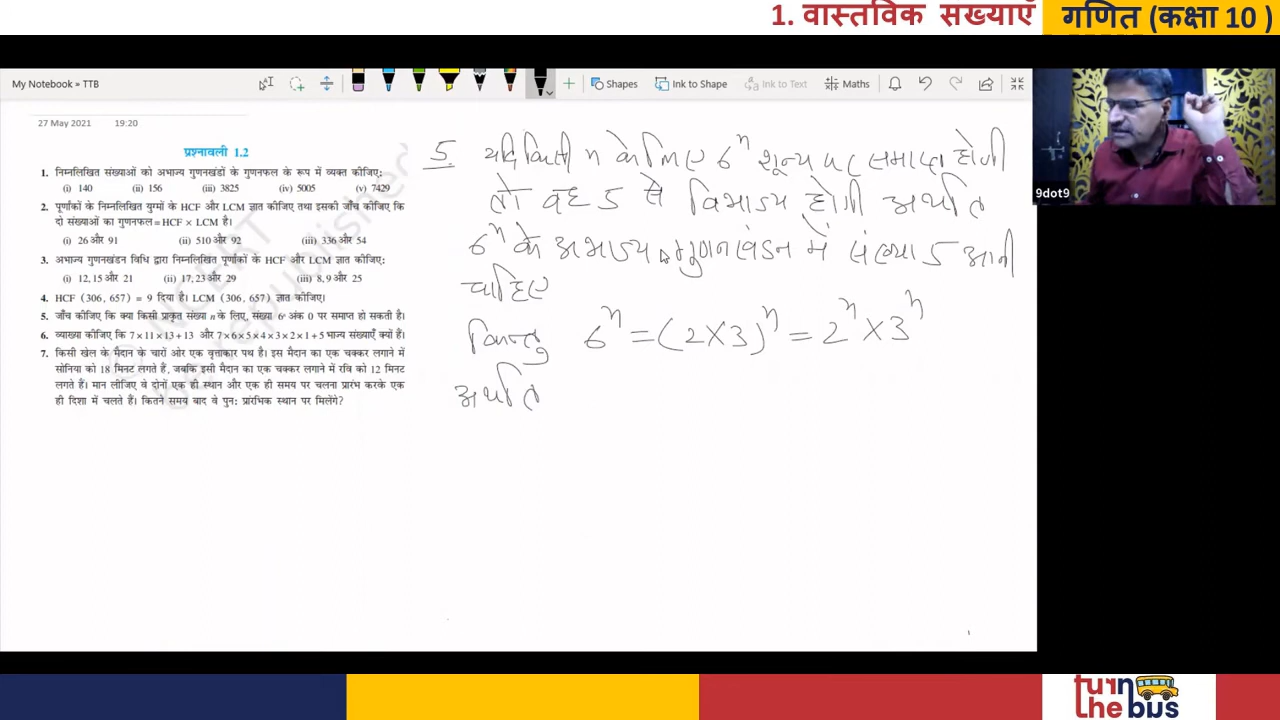 1. वास्तविक संख्याएँ
गणित (कक्षा 10 )
My Notebook » TTB
Shapes
Ink to Shape
Ink to Text
Maths
27 May 2021 19:20
प्रश्नावली 1.2
1. निम्नलिखित संख्याओं को अभाज्य गुणनखंडों के गुणनफल के रूप में व्यक्त कीजिए:
(i) 140 (ii) 156 (iii) 3825 (iv) 5005 (v) 7429
2. पूर्णांकों के निम्नलिखित युग्मों के HCF और LCM ज्ञात कीजिए तथा इसकी जाँच कीजिए कि
दो संख्याओं का गुणनफल = HCF × LCM है।
(i) 26 और 91 (ii) 510 और 92 (iii) 336 और 54
3. अभाज्य गुणनखंडन विधि द्वारा निम्नलिखित पूर्णांकों के HCF और LCM ज्ञात कीजिए:
(i) 12, 15 और 21 (ii) 17, 23 और 29 (iii) 8, 9 और 25
4. HCF (306, 657) = 9 दिया है। LCM (306, 657) ज्ञात कीजिए।
5. जाँच कीजिए कि क्या किसी प्राकृत संख्या n के लिए, संख्या 6ⁿ अंक 0 पर समाप्त हो सकती है।
6. व्याख्या कीजिए कि 7 × 11 × 13 + 13 और 7 × 6 × 5 × 4 × 3 × 2 × 1 + 5 भाज्य संख्याएँ क्यों हैं।
7. किसी खेल के मैदान के चारों ओर एक वृत्ताकार पथ है। इस मैदान का एक चक्कर लगाने में
सोनिया को 18 मिनट लगते हैं, जबकि इसी मैदान का एक चक्कर लगाने में रवि को 12 मिनट
लगते हैं। मान लीजिए वे दोनों एक ही स्थान और एक ही समय पर चलना प्रारंभ करके एक
ही दिशा में चलते हैं। कितने समय बाद वे पुन: प्रारंभिक स्थान पर मिलेंगे?
5. यदि किसी n के लिए 6ⁿ शून्य पर समाप्त होगी
तो वह 5 से विभाज्य होगी अर्थात
6ⁿ के अभाज्य गुणनखंडन में संख्या 5 आनी
चाहिए
किन्तु 6ⁿ = (2×3)ⁿ = 2ⁿ × 3ⁿ
अर्थात
9dot9
1
turn
the bus